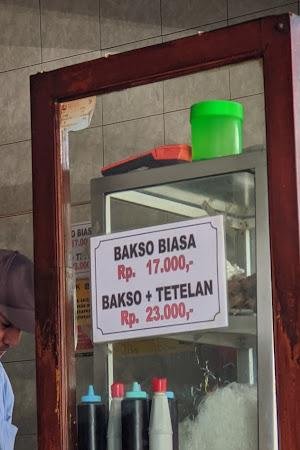 BAKSO BIASA
Rp. 17.000,-
BAKSO + TETELAN
Rp. 23.000,-